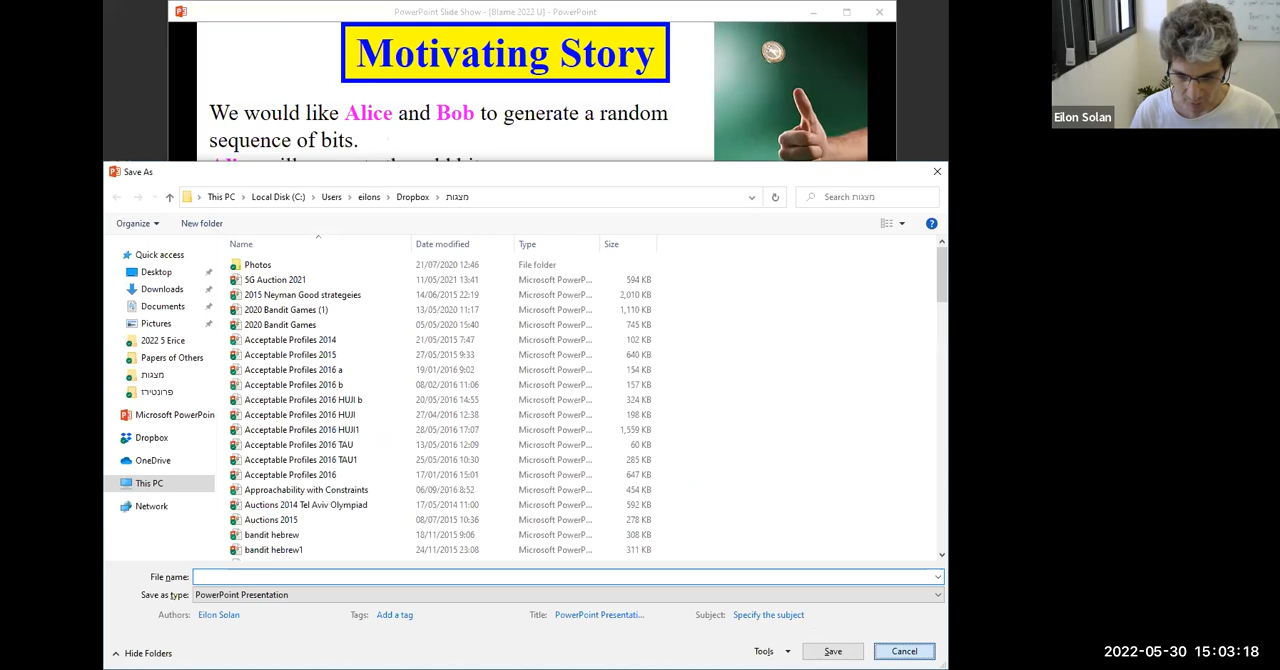 PowerPoint Slide Show - [Blame 2022 U] - PowerPoint
Motivating Story
We would like Alice and Bob to generate a random
sequence of bits.
Eilon Solan
Save As
This PC > Local Disk (C:) > Users > eilons > Dropbox > מצגות
Search מצגות
Organize
New folder
Name Date modified Type Size
Quick access
Desktop
Downloads
Documents
Pictures
2022 5 Erice
Papers of Others
מצגות
פרונטירז
Microsoft PowerPoin
Dropbox
OneDrive
This PC
Network
Photos 21/07/2020 12:46 File folder
5G Auction 2021 11/05/2021 13:41 Microsoft PowerP... 594 KB
2015 Neyman Good strategeies 14/06/2015 22:19 Microsoft PowerP... 2,010 KB
2020 Bandit Games (1) 13/05/2020 11:17 Microsoft PowerP... 1,110 KB
2020 Bandit Games 05/05/2020 15:40 Microsoft PowerP... 745 KB
Acceptable Profiles 2014 21/05/2015 7:47 Microsoft PowerP... 102 KB
Acceptable Profiles 2015 27/05/2015 9:33 Microsoft PowerP... 640 KB
Acceptable Profiles 2016 a 19/01/2016 9:02 Microsoft PowerP... 154 KB
Acceptable Profiles 2016 b 08/02/2016 11:06 Microsoft PowerP... 157 KB
Acceptable Profiles 2016 HUJI b 20/05/2016 14:55 Microsoft PowerP... 324 KB
Acceptable Profiles 2016 HUJI 27/04/2016 12:38 Microsoft PowerP... 198 KB
Acceptable Profiles 2016 HUJI1 28/05/2016 17:07 Microsoft PowerP... 1,559 KB
Acceptable Profiles 2016 TAU 13/05/2016 12:09 Microsoft PowerP... 60 KB
Acceptable Profiles 2016 TAU1 25/05/2016 10:30 Microsoft PowerP... 285 KB
Acceptable Profiles 2016 17/01/2016 15:01 Microsoft PowerP... 647 KB
Approachability with Constraints 06/09/2016 8:52 Microsoft PowerP... 454 KB
Auctions 2014 Tel Aviv Olympiad 17/05/2014 11:00 Microsoft PowerP... 592 KB
Auctions 2015 08/07/2015 10:36 Microsoft PowerP... 278 KB
bandit hebrew 18/11/2015 9:06 Microsoft PowerP... 308 KB
bandit hebrew1 24/11/2015 23:08 Microsoft PowerP... 311 KB
File name:
Save as type: PowerPoint Presentation
Authors: Eilon Solan Tags: Add a tag Title: PowerPoint Presentati... Subject: Specify the subject
Hide Folders Tools Save Cancel
2022-05-30 15:03:18